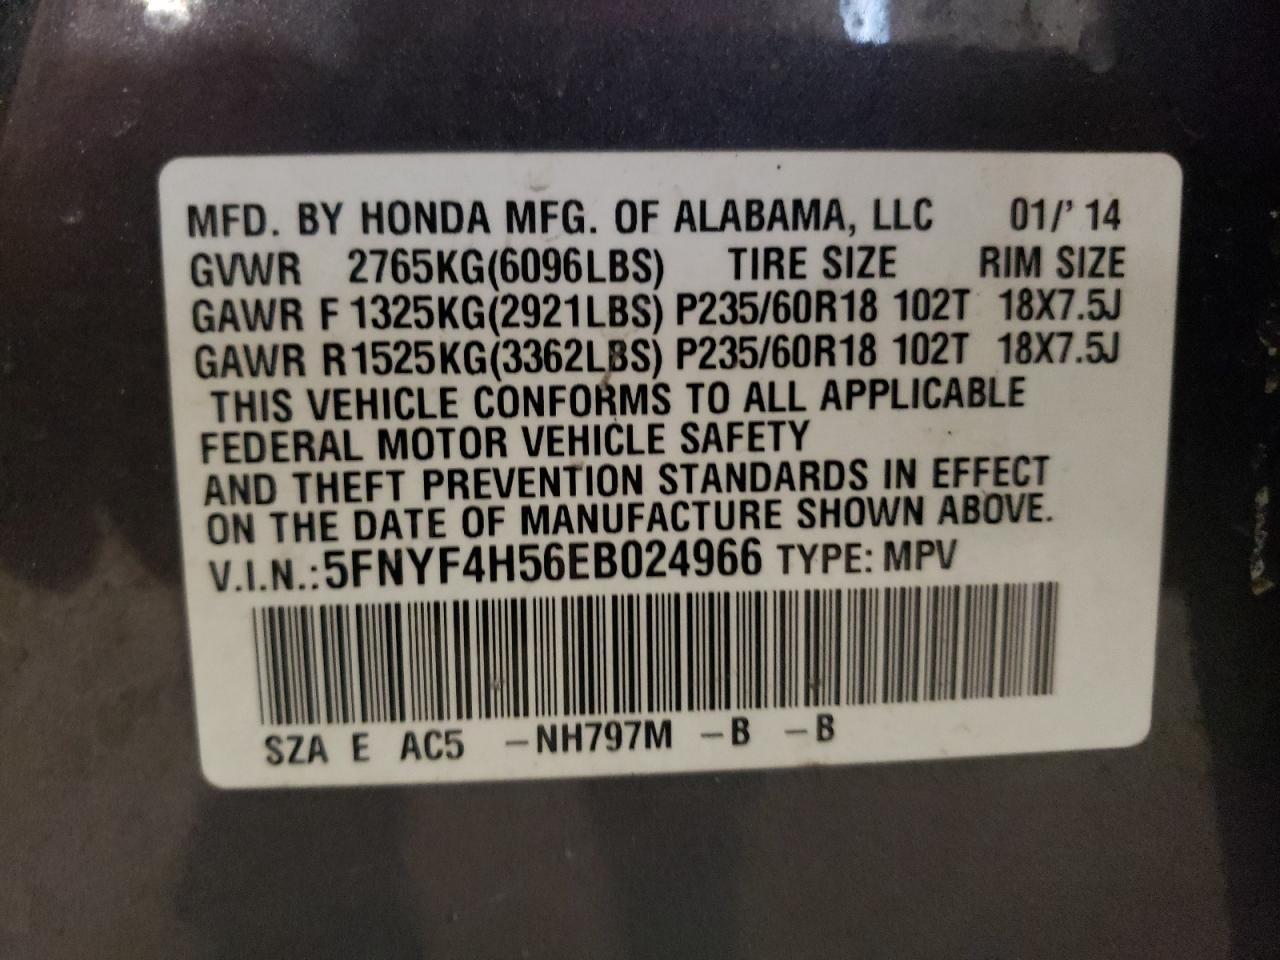 MFD. BY HONDA MFG. OF ALABAMA, LLC 01/' 14
GVWR 2765KG(6096LBS) TIRE SIZE RIM SIZE
GAWR F 1325KG(2921LBS) P235/60R18 102T 18X7.5J
GAWR R 1525KG(3362LBS) P235/60R18 102T 18X7.5J
THIS VEHICLE CONFORMS TO ALL APPLICABLE
FEDERAL MOTOR VEHICLE SAFETY
AND THEFT PREVENTION STANDARDS IN EFFECT
ON THE DATE OF MANUFACTURE SHOWN ABOVE.
V.I.N.: 5FNYF4H56EB024966 TYPE: MPV
SZA E AC5 -NH797M -B -B